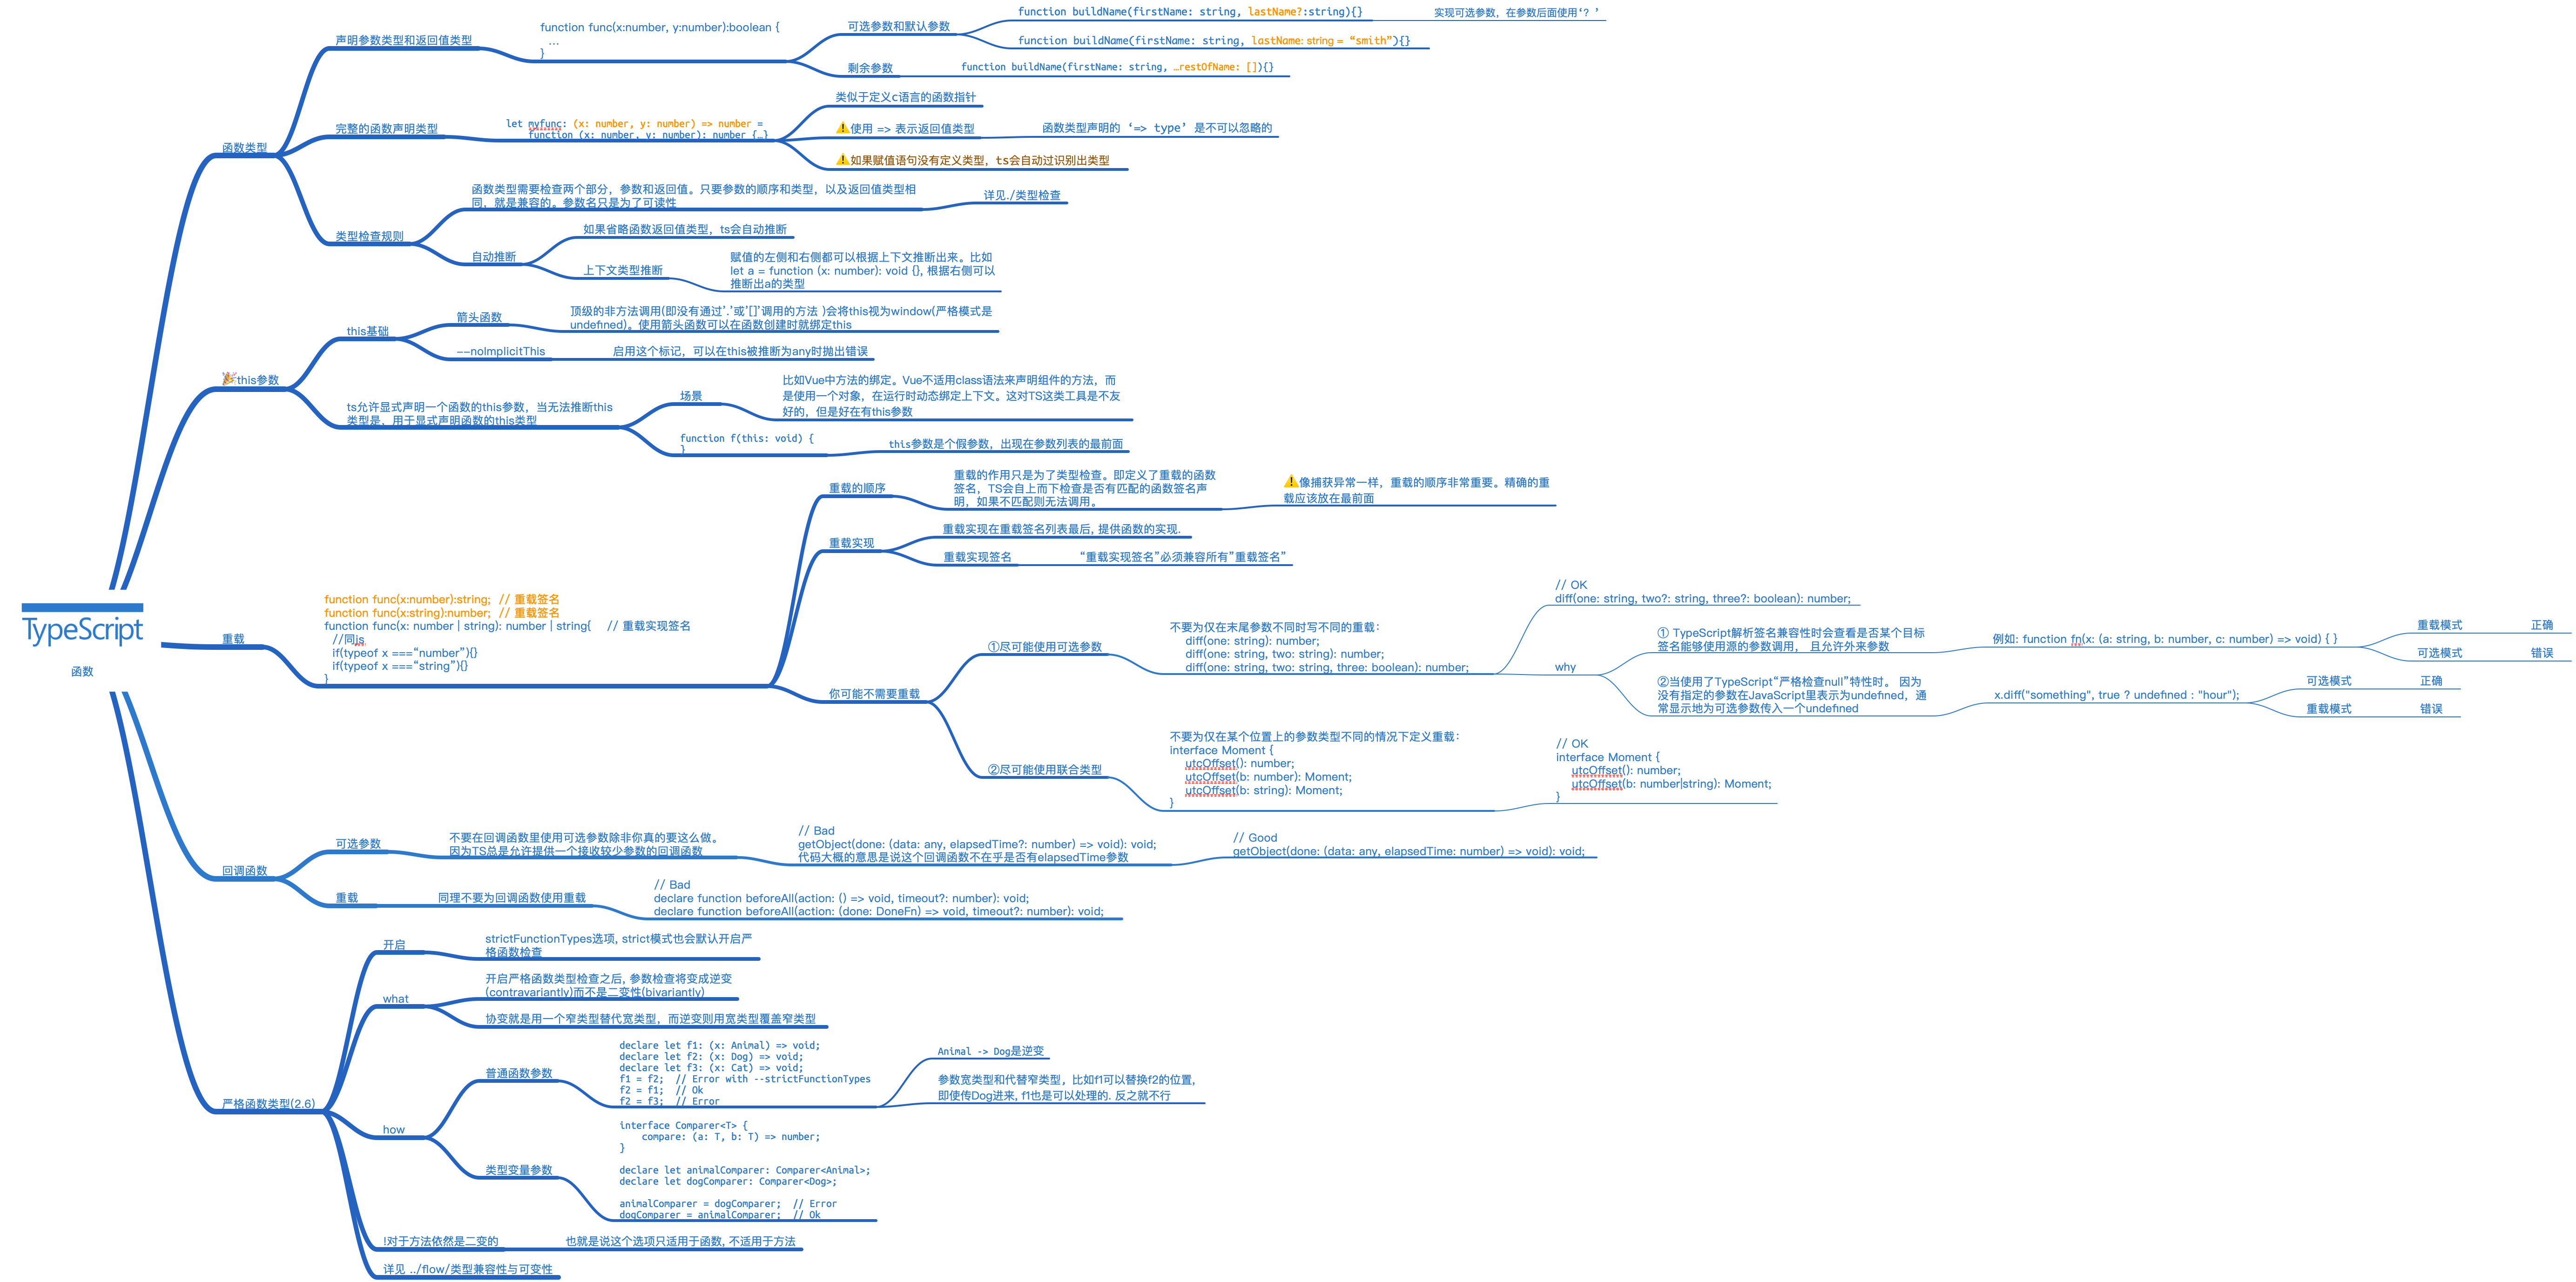 TypeScript
函数
函数类型
声明参数类型和返回值类型
function func(x:number, y:number):boolean {
...
}
可选参数和默认参数
function buildName(firstName: string, lastName?:string){}
实现可选参数，在参数后面使用‘? ’
function buildName(firstName: string, lastName: string = “smith”){}
剩余参数
function buildName(firstName: string, …restOfName: []){}
完整的函数声明类型
let myfunc: (x: number, y: number) => number =
function (x: number, y: number): number {…}
类似于定义c语言的函数指针
⚠️使用 => 表示返回值类型
函数类型声明的 ‘=> type’ 是不可以忽略的
⚠️如果赋值语句没有定义类型，ts会自动过识别出类型
类型检查规则
函数类型需要检查两个部分，参数和返回值。只要参数的顺序和类型，以及返回值类型相
同，就是兼容的。参数名只是为了可读性
详见./类型检查
自动推断
如果省略函数返回值类型，ts会自动推断
上下文类型推断
赋值的左侧和右侧都可以根据上下文推断出来。比如
let a = function (x: number): void {}, 根据右侧可以
推断出a的类型
🎉this参数
this基础
箭头函数
顶级的非方法调用(即没有通过’.’或’[]’调用的方法 )会将this视为window(严格模式是
undefined)。使用箭头函数可以在函数创建时就绑定this
--noImplicitThis
启用这个标记，可以在this被推断为any时抛出错误
ts允许显式声明一个函数的this参数，当无法推断this
类型是，用于显式声明函数的this类型
场景
比如Vue中方法的绑定。Vue不适用class语法来声明组件的方法，而
是使用一个对象，在运行时动态绑定上下文。这对TS这类工具是不友
好的，但是好在有this参数
function f(this: void) {
}
this参数是个假参数，出现在参数列表的最前面
重载
function func(x:number):string;  // 重载签名
function func(x:string):number;  // 重载签名
function func(x: number | string): number | string{    // 重载实现签名
//同js
if(typeof x ===“number”){}
if(typeof x ===“string”){}
}
重载的顺序
重载的作用只是为了类型检查。即定义了重载的函数
签名，TS会自上而下检查是否有匹配的函数签名声
明，如果不匹配则无法调用。
⚠️像捕获异常一样，重载的顺序非常重要。精确的重
载应该放在最前面
重载实现
重载实现在重载签名列表最后, 提供函数的实现.
重载实现签名
“重载实现签名”必须兼容所有”重载签名”
你可能不需要重载
①尽可能使用可选参数
不要为仅在末尾参数不同时写不同的重载：
diff(one: string): number;
diff(one: string, two: string): number;
diff(one: string, two: string, three: boolean): number;
// OK
diff(one: string, two?: string, three?: boolean): number;
why
① TypeScript解析签名兼容性时会查看是否某个目标
签名能够使用源的参数调用， 且允许外来参数
例如: function fn(x: (a: string, b: number, c: number) => void) { }
重载模式
正确
可选模式
错误
②当使用了TypeScript“严格检查null”特性时。 因为
没有指定的参数在JavaScript里表示为undefined，通
常显示地为可选参数传入一个undefined
x.diff("something", true ? undefined : "hour");
可选模式
正确
重载模式
错误
②尽可能使用联合类型
不要为仅在某个位置上的参数类型不同的情况下定义重载：
interface Moment {
utcOffset(): number;
utcOffset(b: number): Moment;
utcOffset(b: string): Moment;
}
// OK
interface Moment {
utcOffset(): number;
utcOffset(b: number|string): Moment;
}
回调函数
可选参数
不要在回调函数里使用可选参数除非你真的要这么做。
因为TS总是允许提供一个接收较少参数的回调函数
// Bad
getObject(done: (data: any, elapsedTime?: number) => void): void;
代码大概的意思是说这个回调函数不在乎是否有elapsedTime参数
// Good
getObject(done: (data: any, elapsedTime: number) => void): void;
重载
同理不要为回调函数使用重载
// Bad
declare function beforeAll(action: () => void, timeout?: number): void;
declare function beforeAll(action: (done: DoneFn) => void, timeout?: number): void;
严格函数类型(2.6)
开启
strictFunctionTypes选项, strict模式也会默认开启严
格函数检查
what
开启严格函数类型检查之后, 参数检查将变成逆变
(contravariantly)而不是二变性(bivariantly)
协变就是用一个窄类型替代宽类型，而逆变则用宽类型覆盖窄类型
how
普通函数参数
declare let f1: (x: Animal) => void;
declare let f2: (x: Dog) => void;
declare let f3: (x: Cat) => void;
f1 = f2;  // Error with --strictFunctionTypes
f2 = f1;  // Ok
f2 = f3;  // Error
Animal -> Dog是逆变
参数宽类型和代替窄类型，比如f1可以替换f2的位置,
即使传Dog进来, f1也是可以处理的. 反之就不行
类型变量参数
interface Comparer<T> {
compare: (a: T, b: T) => number;
}
declare let animalComparer: Comparer<Animal>;
declare let dogComparer: Comparer<Dog>;
animalComparer = dogComparer;  // Error
dogComparer = animalComparer;  // Ok
!对于方法依然是二变的
也就是说这个选项只适用于函数, 不适用于方法
详见 ../flow/类型兼容性与可变性